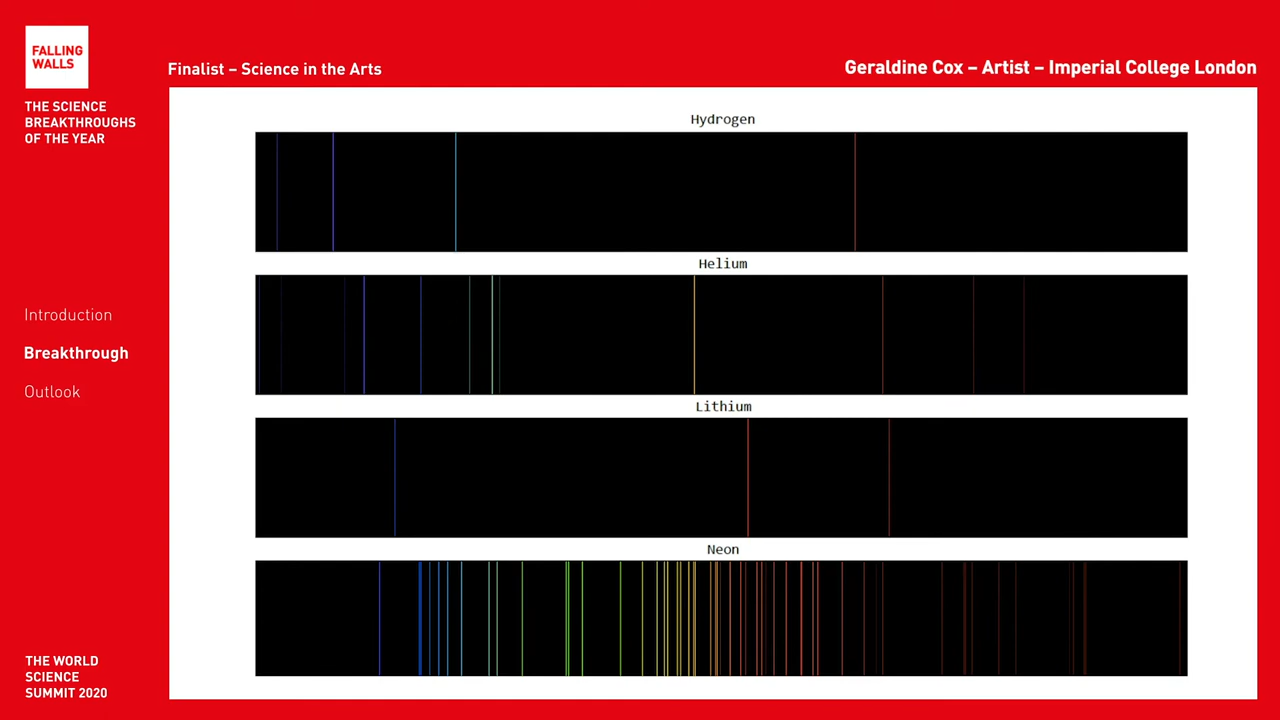 FALLING
WALLS
THE SCIENCE
BREAKTHROUGHS
OF THE YEAR
Finalist – Science in the Arts
Geraldine Cox – Artist – Imperial College London
Introduction
Breakthrough
Outlook
Hydrogen
Helium
Lithium
Neon
THE WORLD
SCIENCE
SUMMIT 2020